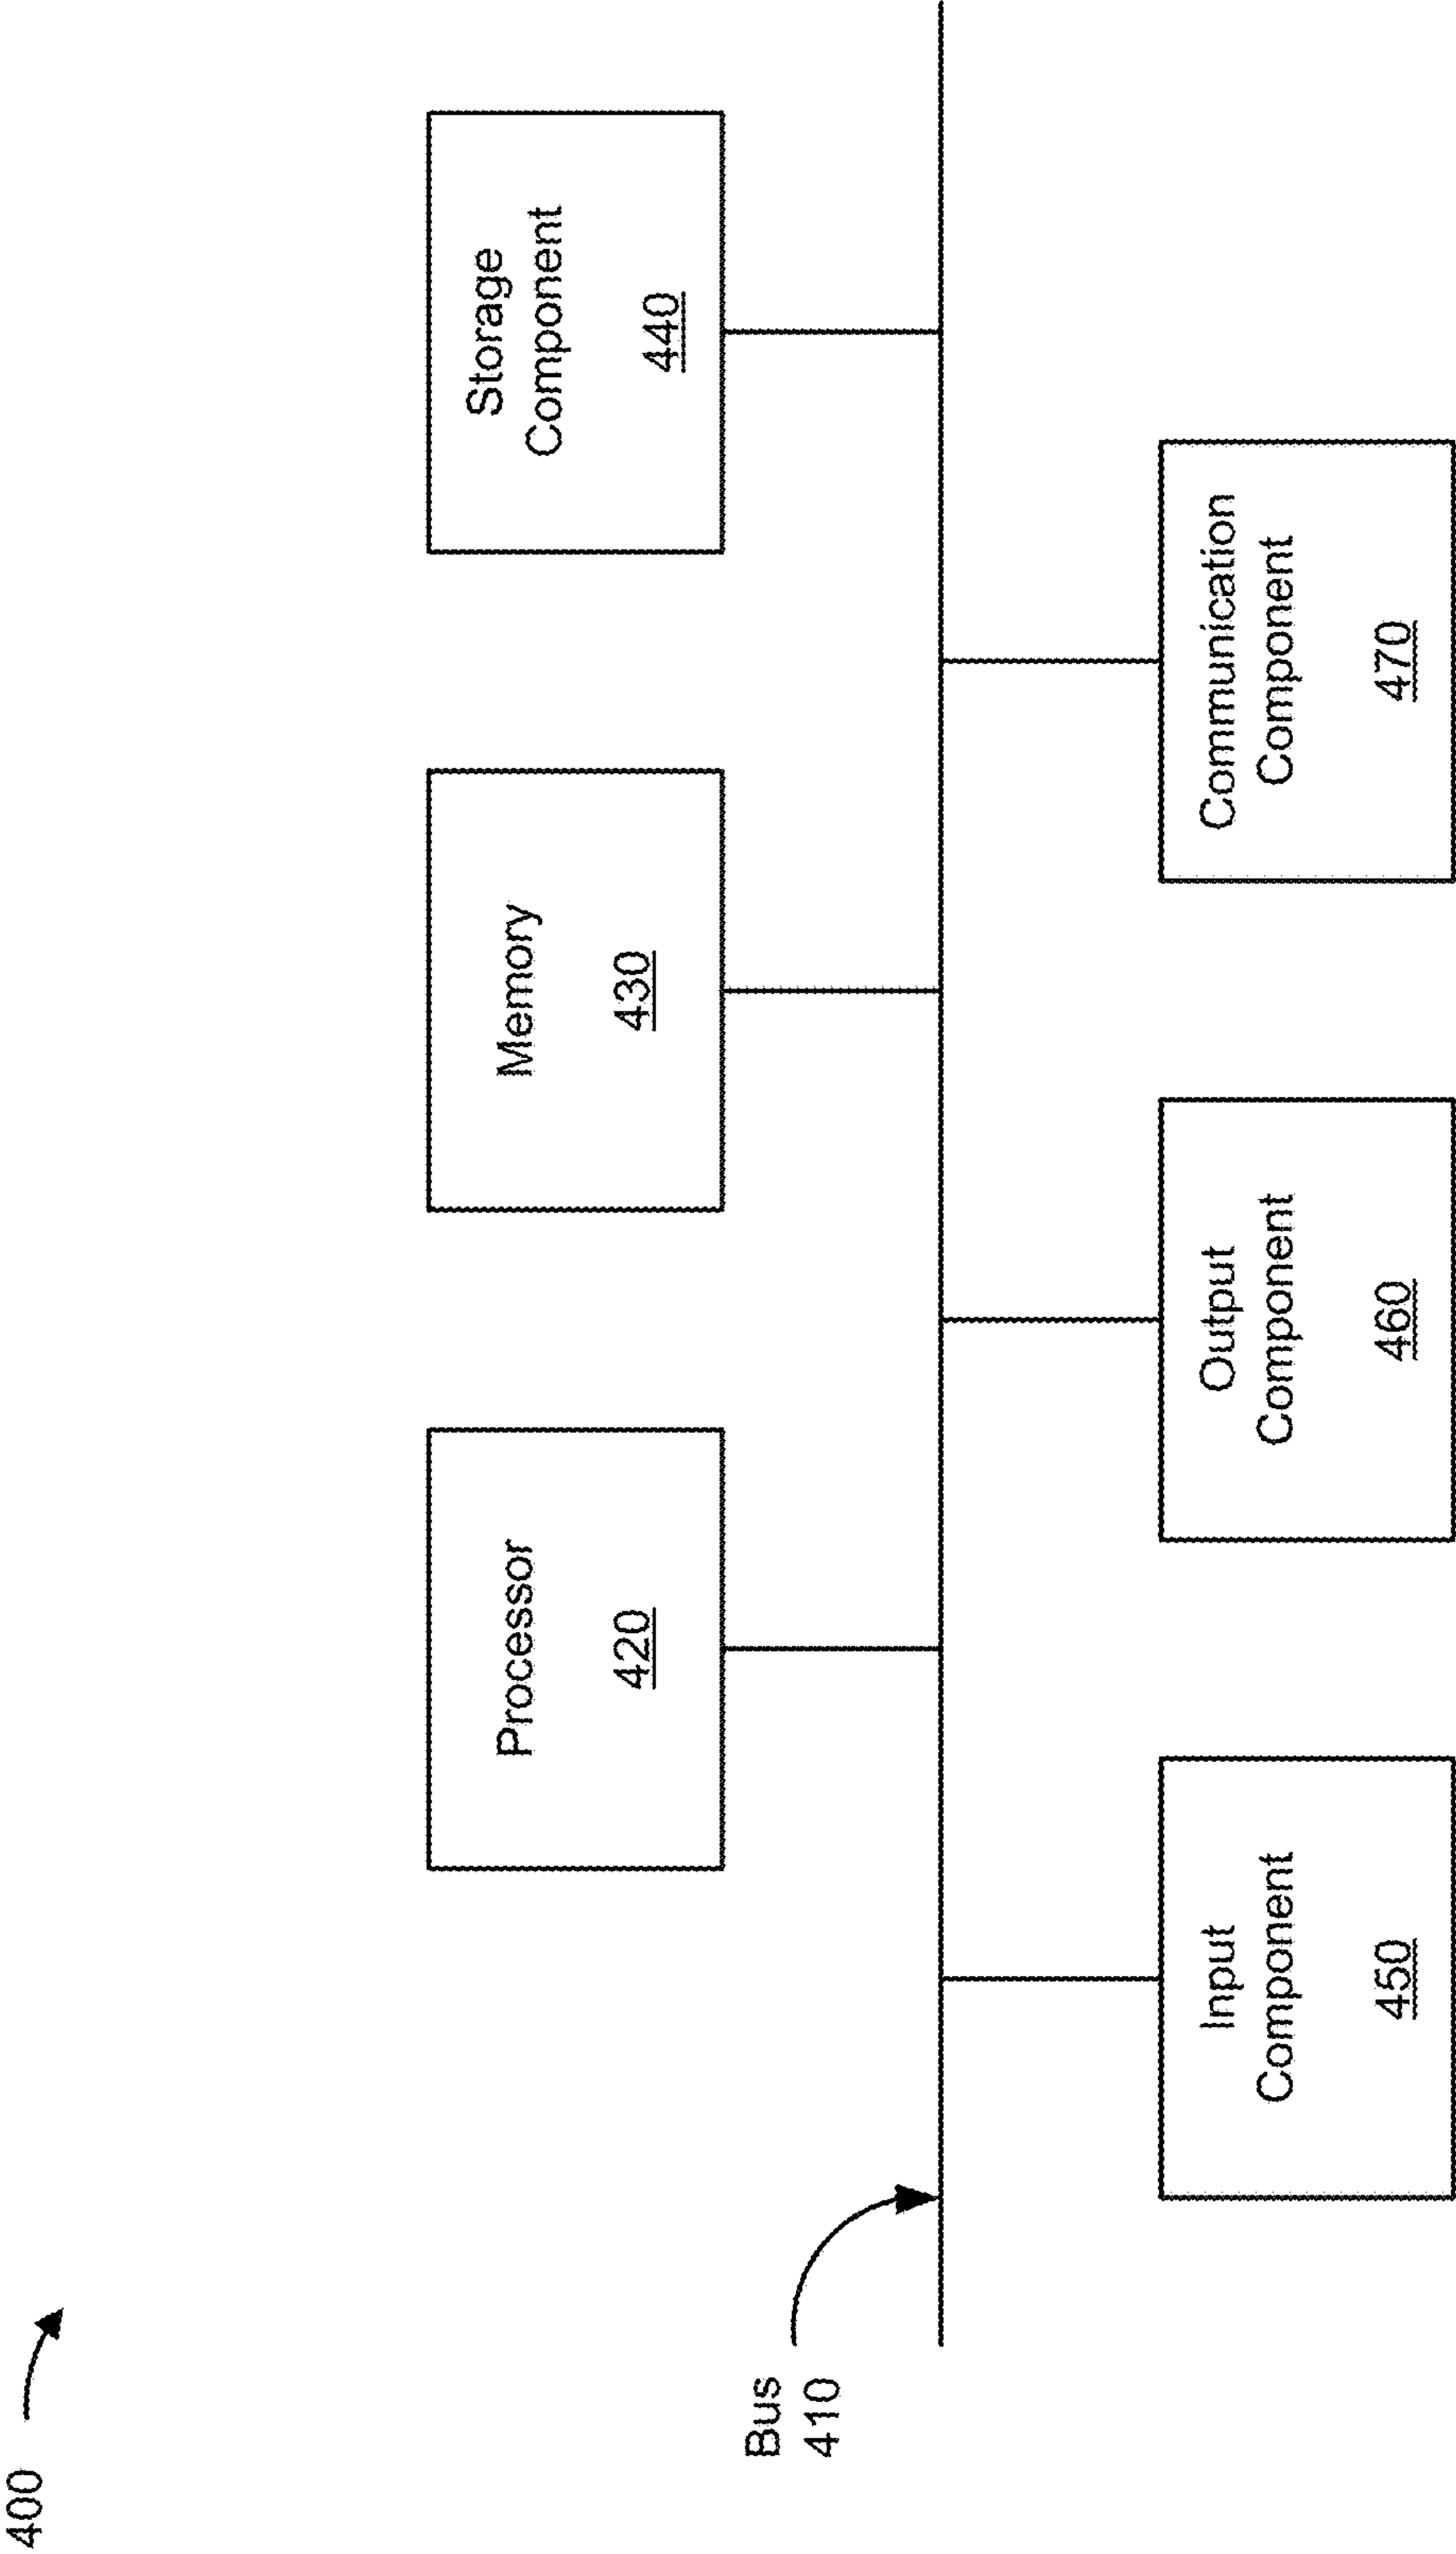 400
Bus
410
Processor
420
Memory
430
Storage
Component
440
Input
Component
450
Output
Component
460
Communication
Component
470